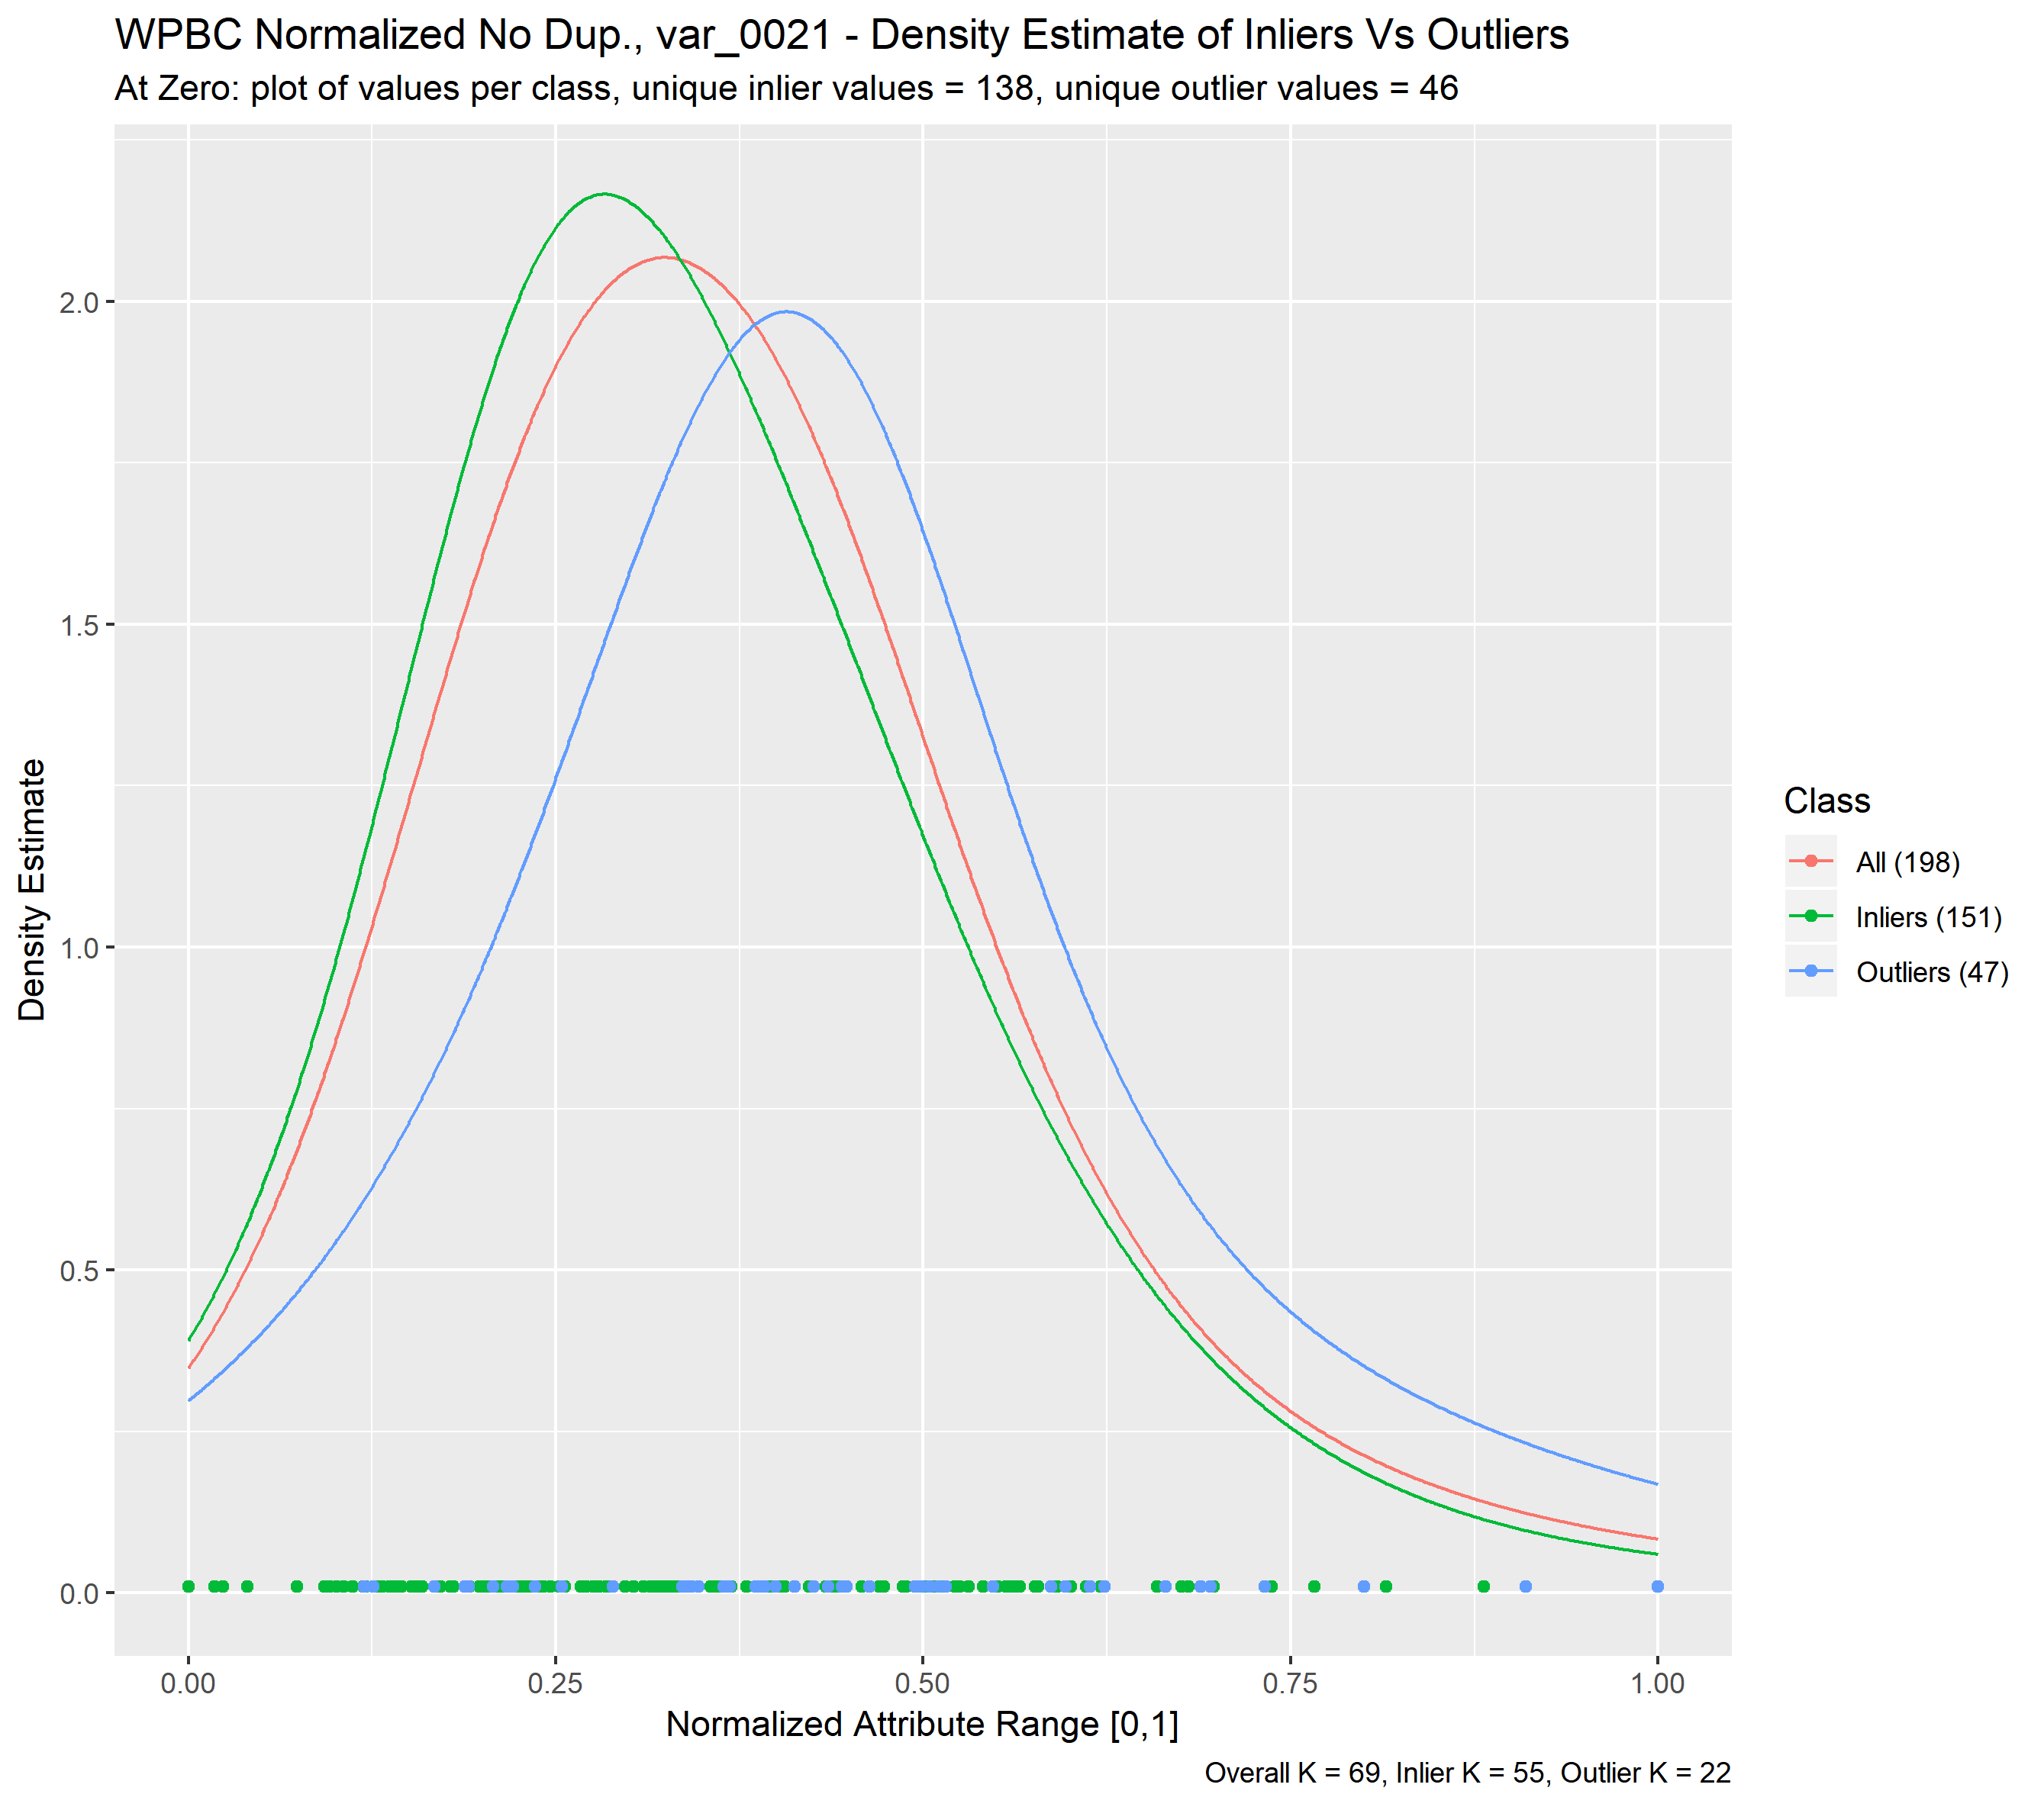 WPBC Normalized No Dup., var_0021 - Density Estimate of Inliers Vs Outliers
At Zero: plot of values per class, unique inlier values = 138, unique outlier values = 46
Density Estimate
2.0
1.5
1.0
0.5
0.0
0.00
0.25
0.50
0.75
1.00
Normalized Attribute Range [0,1]
Class
All (198)
Inliers (151)
Outliers (47)
Overall K = 69, Inlier K = 55, Outlier K = 22